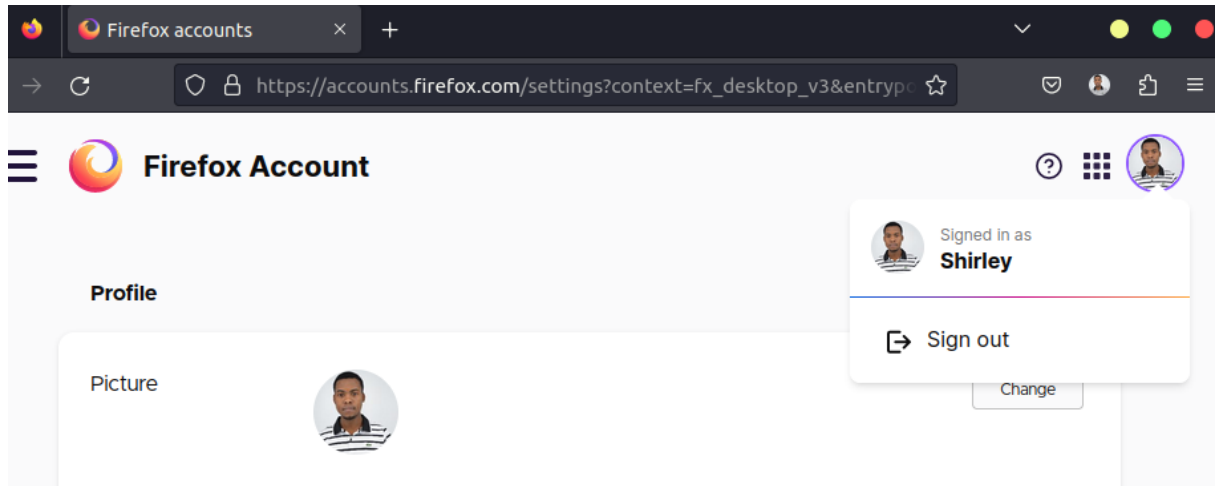 Firefox accounts
https://accounts.firefox.com/settings?context=fx_desktop_v3&entryp
Firefox Account
Signed in as
Shirley
Profile
Sign out
Picture
Change